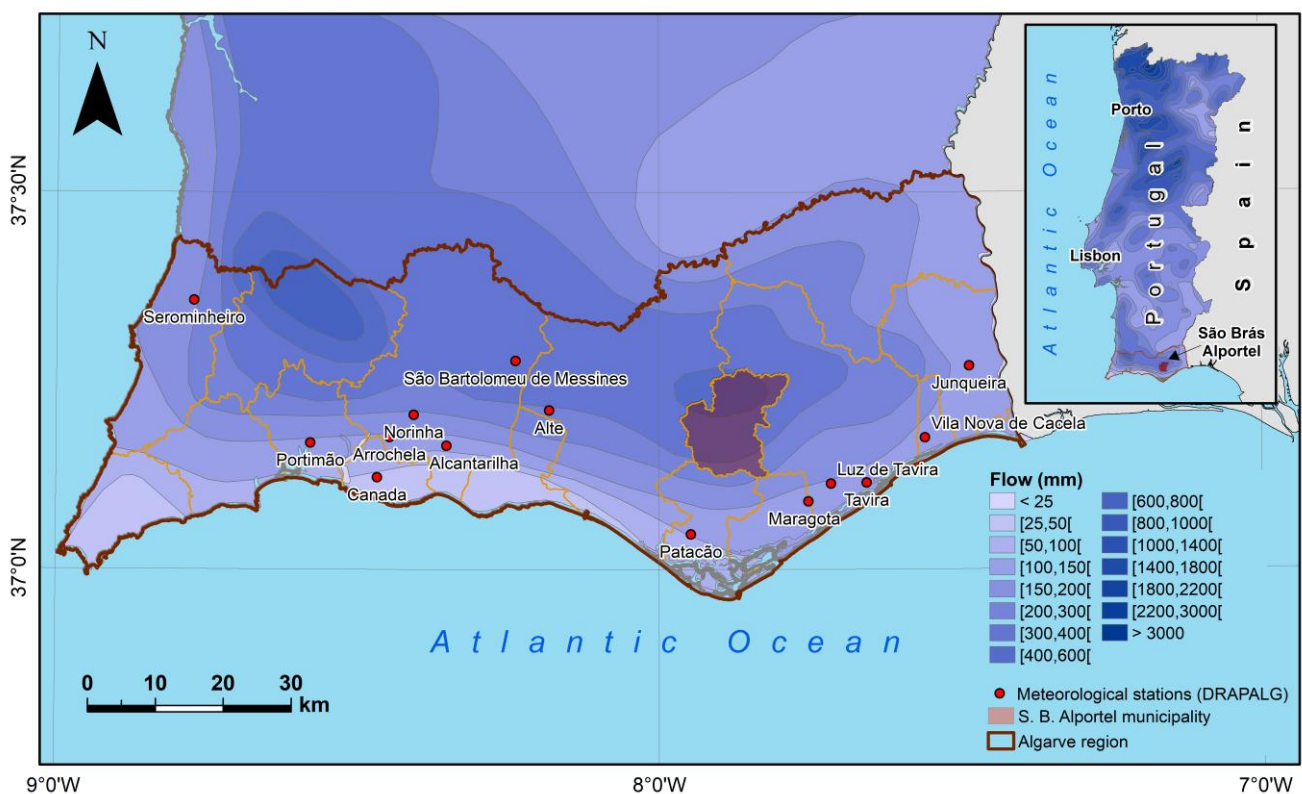 N
37°30'N
37°0'N
9°0'W
8°0'W
7°0'W
Serominheiro
São Bartolomeu de Messines
Junqueira
Norinha
Alte
Vila Nova de Cacela
Portimão
Arrochela
Alcantarilha
Canada
Luz de Tavira
Tavira
Maragota
Patacão
Atlantic Ocean
0 10 20 30
km
Atlantic Ocean
Porto
Portugal
Spain
Lisbon
São Brás
Alportel
Flow (mm)
< 25
[25,50[
[50,100[
[100,150[
[150,200[
[200,300[
[300,400[
[400,600[
[600,800[
[800,1000[
[1000,1400[
[1400,1800[
[1800,2200[
[2200,3000[
> 3000
Meteorological stations (DRAPALG)
S. B. Alportel municipality
Algarve region